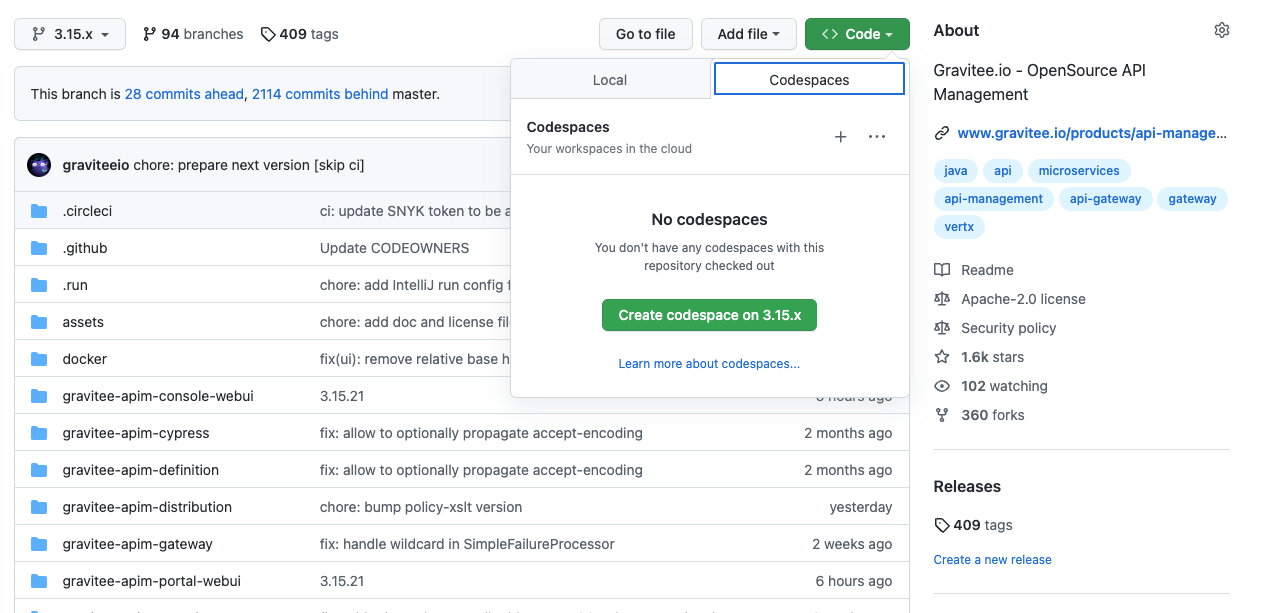 3.15.x
94 branches
409 tags
Go to file
Add file
Code
This branch is 28 commits ahead, 2114 commits behind master.
Local
Codespaces
Codespaces
Your workspaces in the cloud
No codespaces
You don't have any codespaces with this
repository checked out
Create codespace on 3.15.x
Learn more about codespaces...
graviteeio chore: prepare next version [skip ci]
.circleci ci: update SNYK token to be a
.github Update CODEOWNERS
.run chore: add IntelliJ run config
assets chore: add doc and license
docker fix(ui): remove relative base
gravitee-apim-console-webui 3.15.21 hours ago
gravitee-apim-cypress fix: allow to optionally propagate accept-encoding 2 months ago
gravitee-apim-definition fix: allow to optionally propagate accept-encoding 2 months ago
gravitee-apim-distribution chore: bump policy-xslt version yesterday
gravitee-apim-gateway fix: handle wildcard in SimpleFailureProcessor 2 weeks ago
gravitee-apim-portal-webui 3.15.21 6 hours ago
About
Gravitee.io - OpenSource API
Management
www.gravitee.io/products/api-manage...
java api microservices
api-management api-gateway gateway
vertx
Readme
Apache-2.0 license
Security policy
1.6k stars
102 watching
360 forks
Releases
409 tags
Create a new release